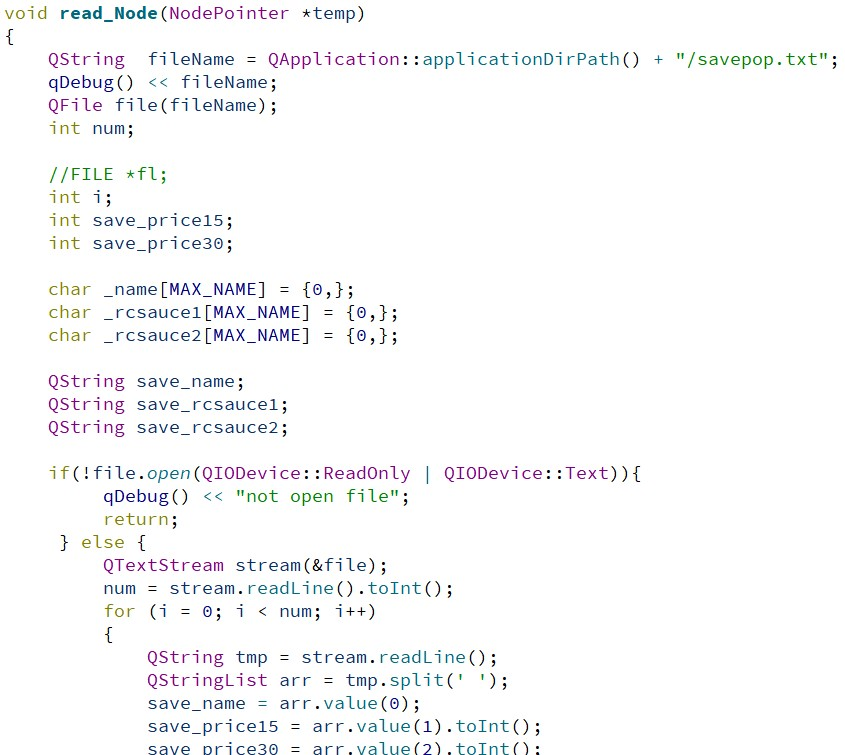 void read_Node(NodePointer *temp)
{
    QString  fileName = QApplication::applicationDirPath() + "/savepop.txt";
    qDebug() << fileName;
    QFile file(fileName);
    int num;

    //FILE *fl;
    int i;
    int save_price15;
    int save_price30;

    char _name[MAX_NAME] = {0,};
    char _rcsauce1[MAX_NAME] = {0,};
    char _rcsauce2[MAX_NAME] = {0,};

    QString save_name;
    QString save_rcsauce1;
    QString save_rcsauce2;

    if(!file.open(QIODevice::ReadOnly | QIODevice::Text)){
         qDebug() << "not open file";
         return;
     } else {
         QTextStream stream(&file);
         num = stream.readLine().toInt();
         for (i = 0; i < num; i++)
         {
             QString tmp = stream.readLine();
             QStringList arr = tmp.split(' ');
             save_name = arr.value(0);
             save_price15 = arr.value(1).toInt();
             save_price30 = arr.value(2).toInt();